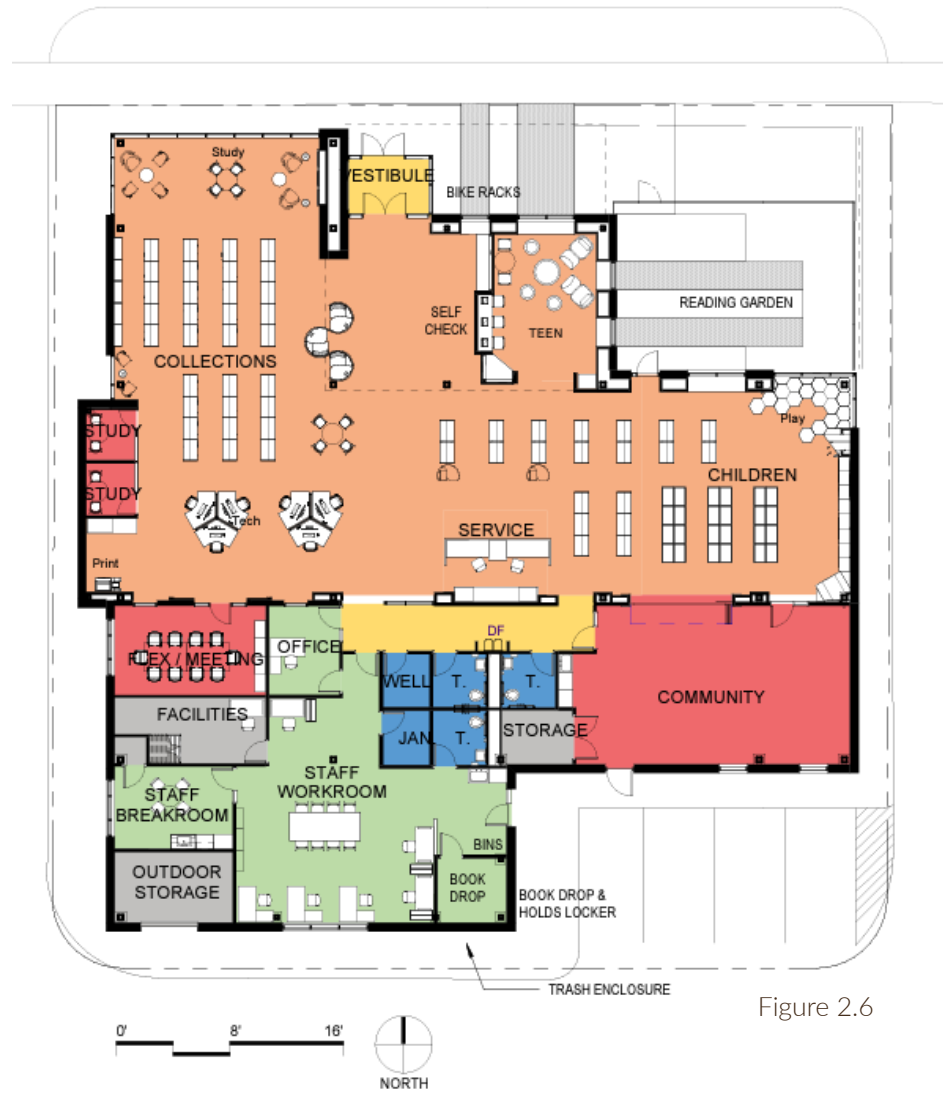 Study
VESTIBULE
BIKE RACKS
READING GARDEN
SELF
CHECK
TEEN
COLLECTIONS
Play
STUDY
STUDY
CHILDREN
Tech
SERVICE
Print
DF
OFFICE
FLEX / MEETING
WELL
T.
T.
COMMUNITY
FACILITIES
STORAGE
JAN
T.
STAFF
WORKROOM
STAFF
BREAKROOM
BINS
OUTDOOR
STORAGE
BOOK
DROP
BOOK DROP &
HOLDS LOCKER
TRASH ENCLOSURE
Figure 2.6
0' 8' 16'
NORTH